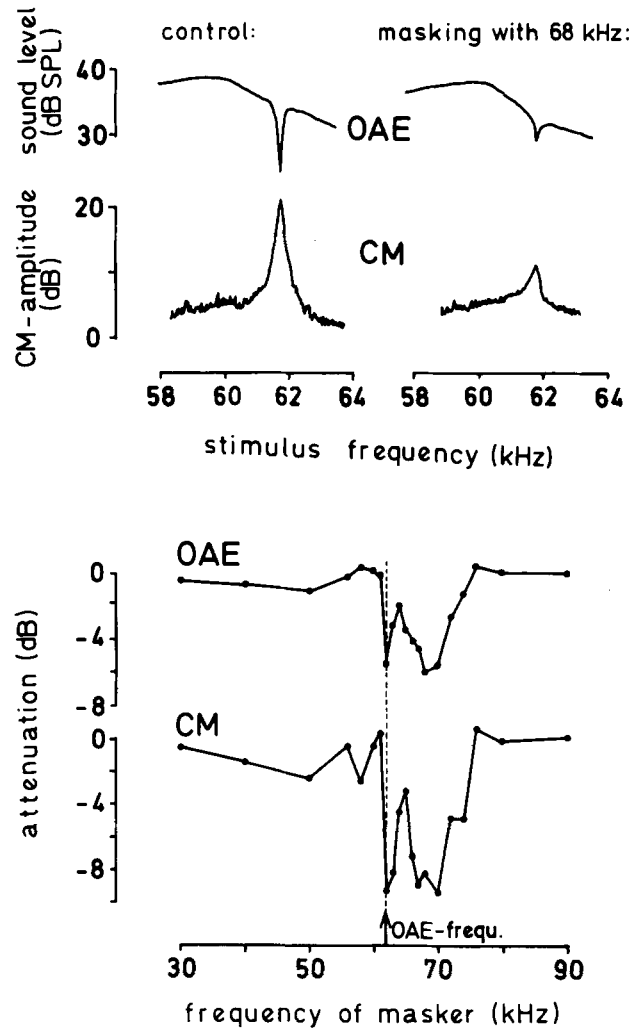 control:
masking with 68 kHz:
sound level
(dB SPL)
40
30
OAE
CM-amplitude
(dB)
20
0
CM
58 60 62 64 58 60 62 64
stimulus frequency (kHz)
OAE
attenuation (dB)
0
-4
-8
CM
0
-4
-8
OAE-frequ.
30 50 70 90
frequency of masker (kHz)